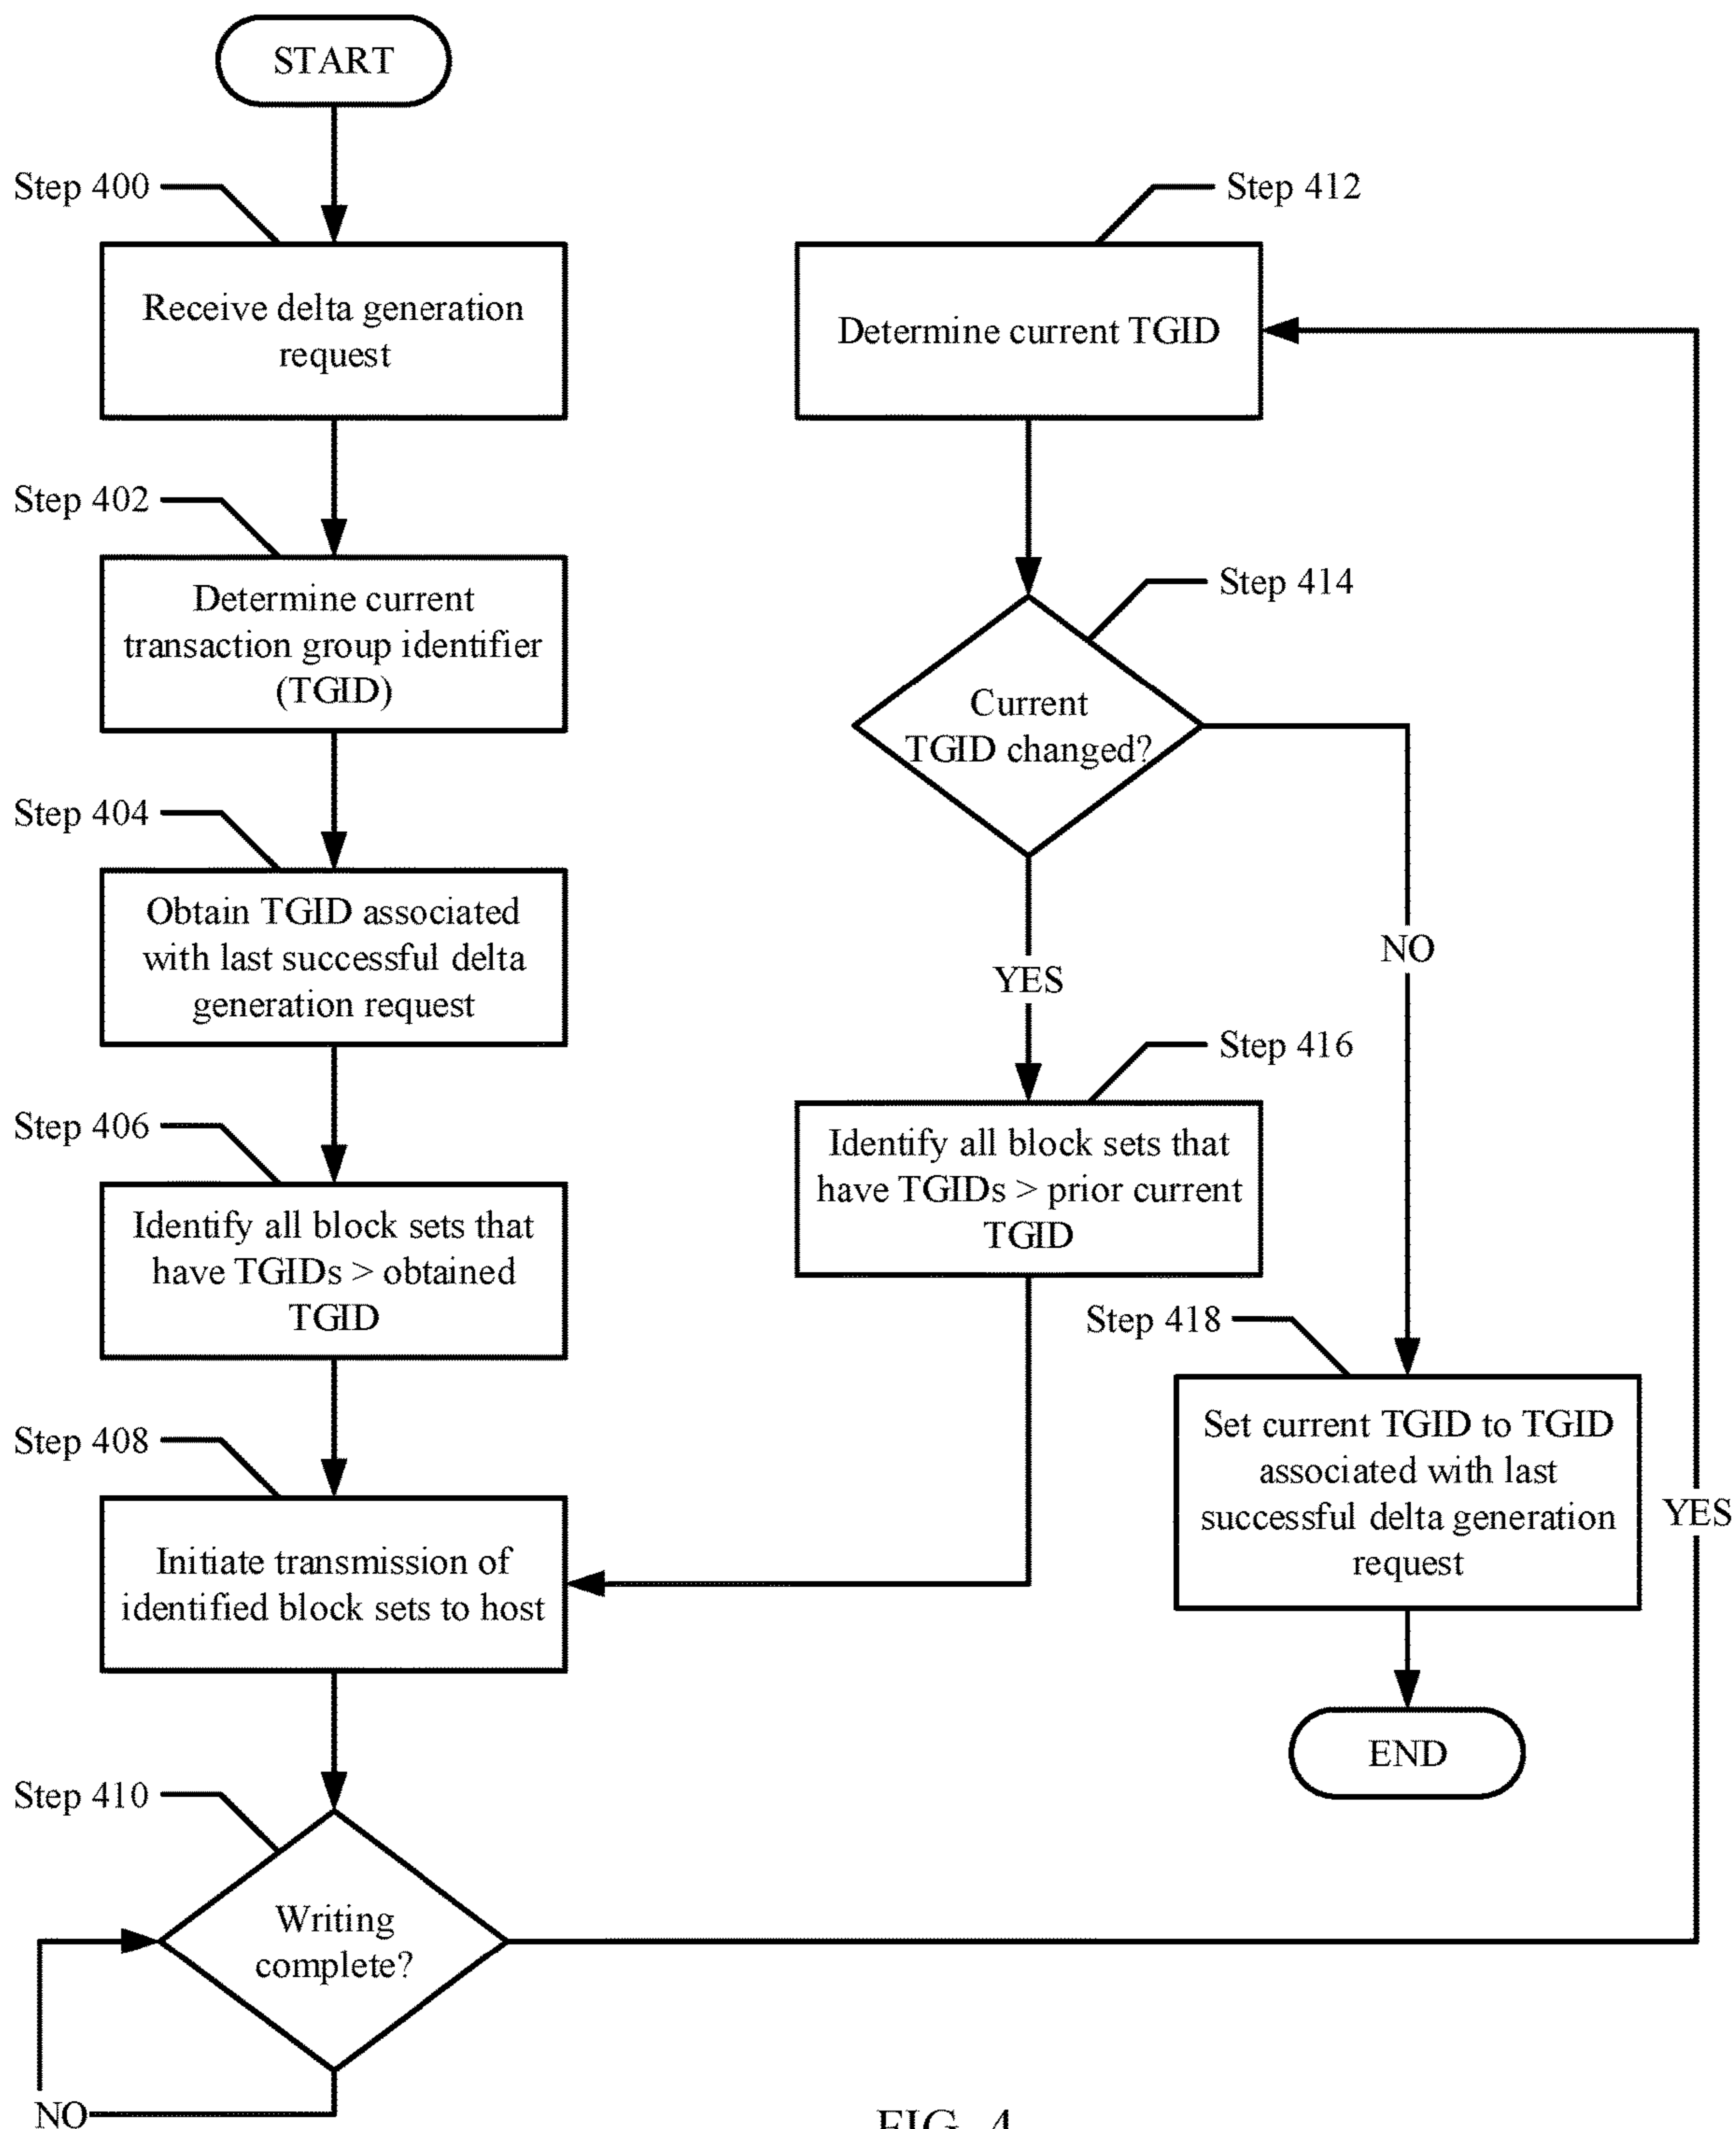 START
Step 400
Receive delta generation
request
Step 402
Determine current
transaction group identifier
(TGID)
Step 404
Obtain TGID associated
with last successful delta
generation request
Step 406
Identify all block sets that
have TGIDs > obtained
TGID
Step 408
Initiate transmission of
identified block sets to host
Step 410
Writing
complete?
NO
YES
Step 412
Determine current TGID
Step 414
Current
TGID changed?
YES
NO
Step 416
Identify all block sets that
have TGIDs > prior current
TGID
Step 418
Set current TGID to TGID
associated with last
successful delta generation
request
END
FIG. 4